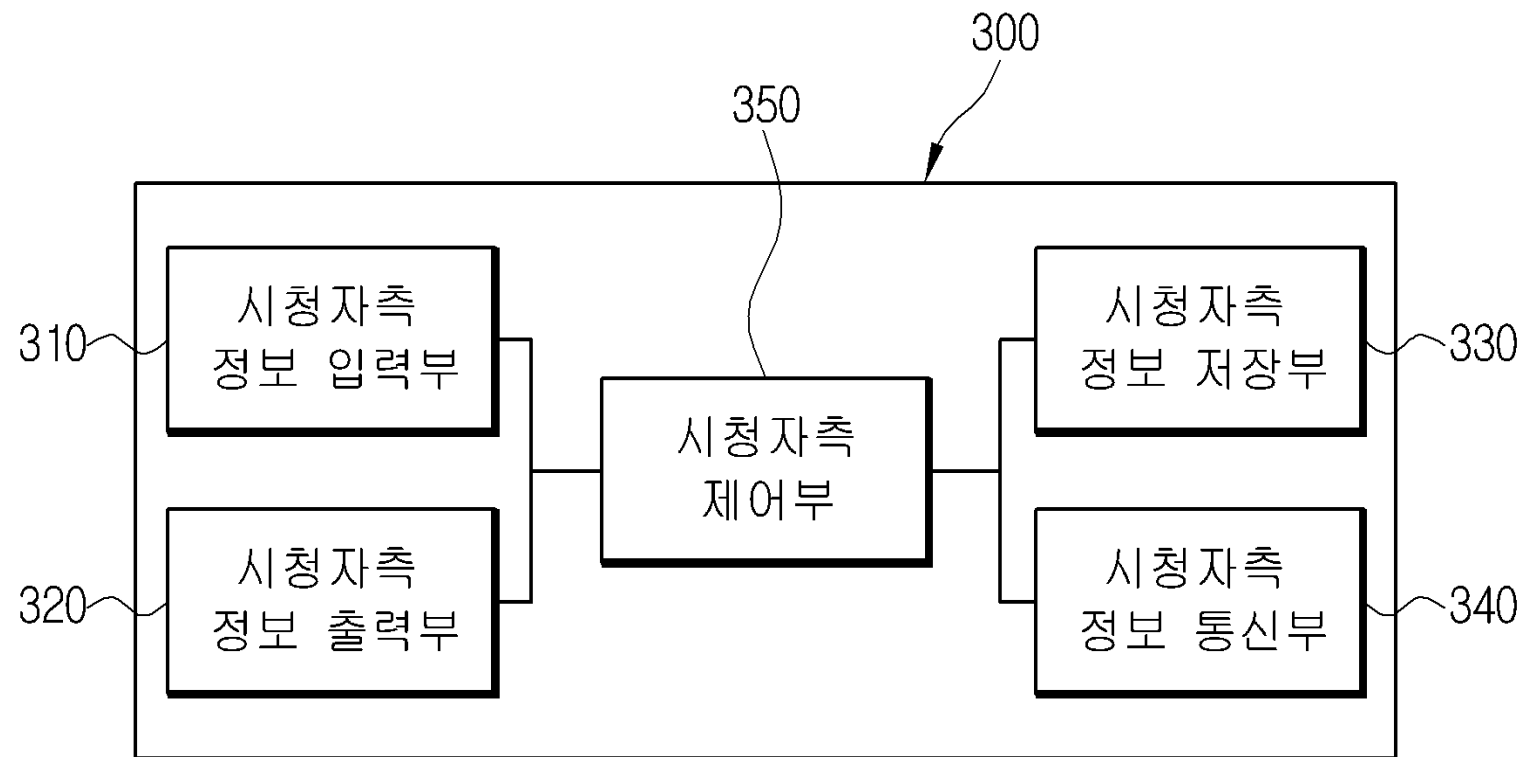 300
350
310
시청자측
정보 입력부
시청자측
정보 저장부
330
시청자측
제어부
320
시청자측
정보 출력부
시청자측
정보 통신부
340